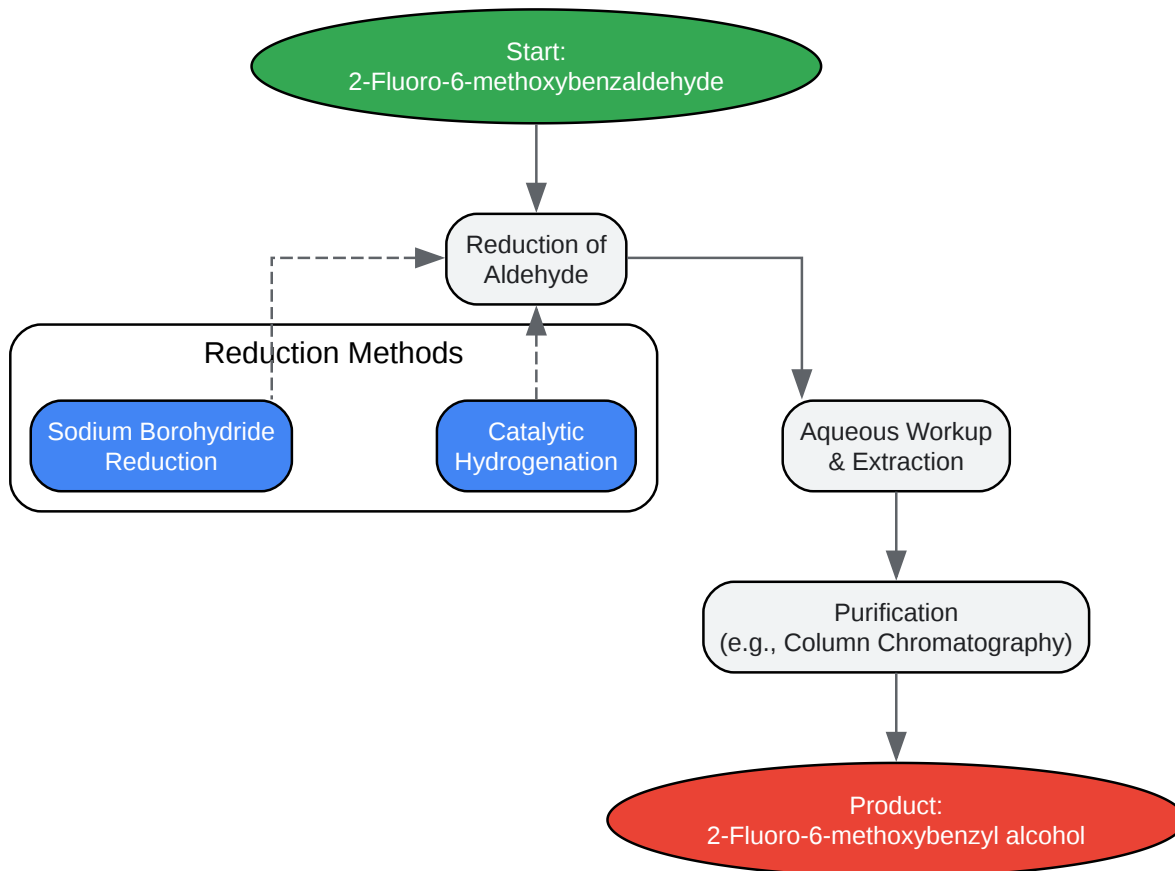 Start:
2-Fluoro-6-methoxybenzaldehyde
Reduction of
Aldehyde
Reduction Methods
Sodium Borohydride
Reduction
Catalytic
Hydrogenation
Aqueous Workup
& Extraction
Purification
(e.g., Column Chromatography)
Product:
2-Fluoro-6-methoxybenzyl alcohol